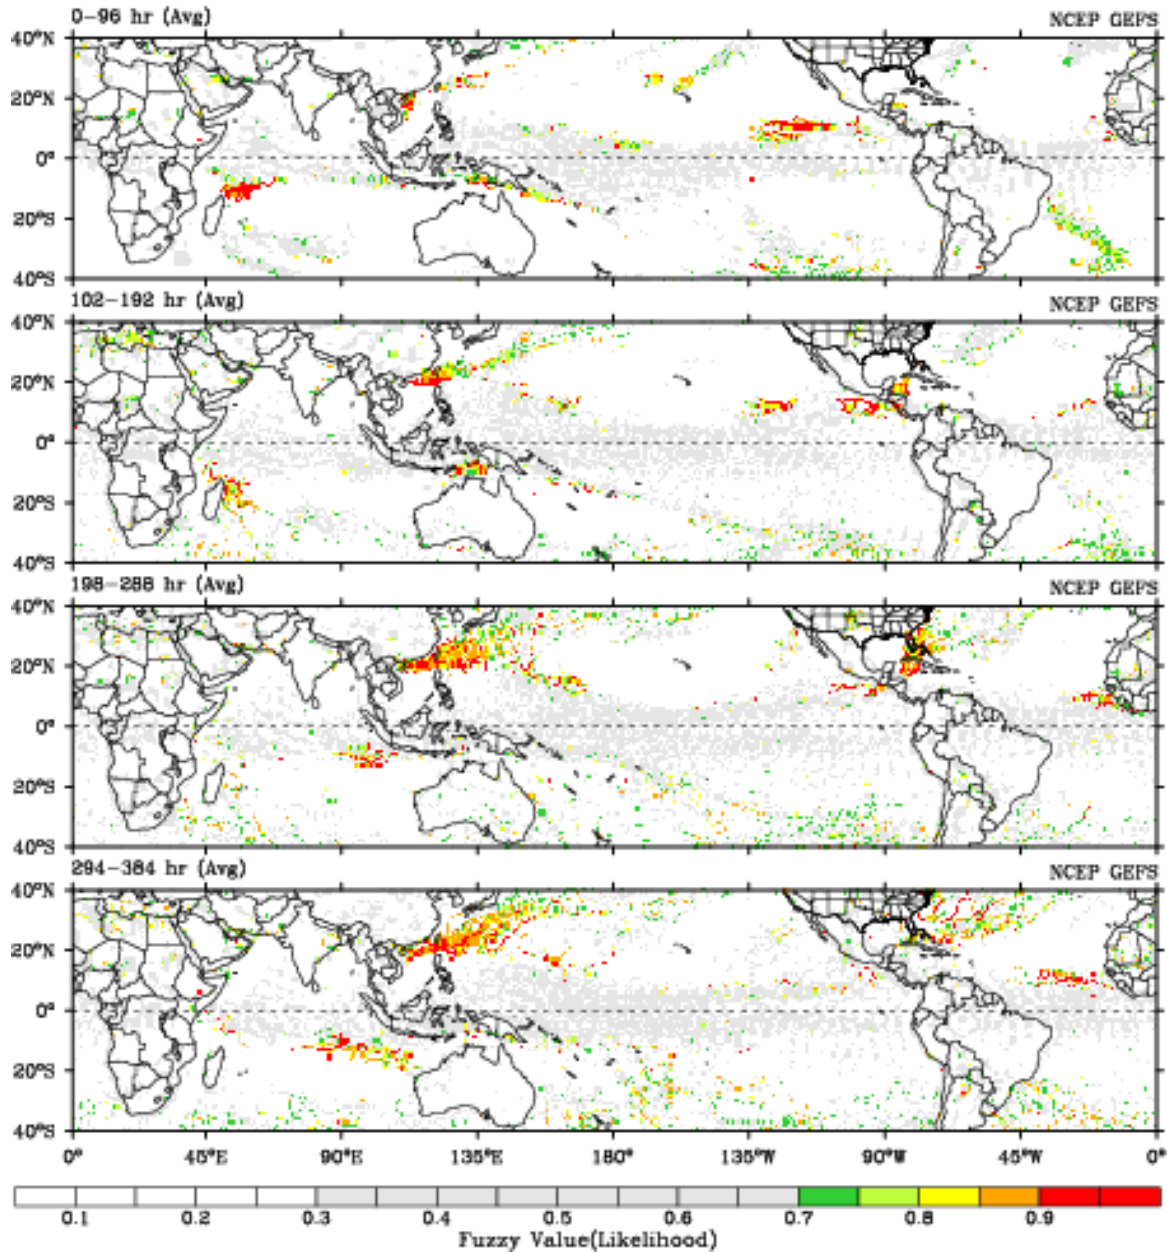 0-96 hr (Avg) NCEP GEFS
40°N
20°N
0°
20°S
40°S
102-192 hr (Avg) NCEP GEFS
40°N
20°N
0°
20°S
40°S
198-288 hr (Avg) NCEP GEFS
40°N
20°N
0°
20°S
40°S
294-384 hr (Avg) NCEP GEFS
40°N
20°N
0°
20°S
40°S
0° 45°E 90°E 135°E 180° 135°W 90°W 45°W 0°
0.1 0.2 0.3 0.4 0.5 0.6 0.7 0.8 0.9
Fuzzy Value(Likelihood)